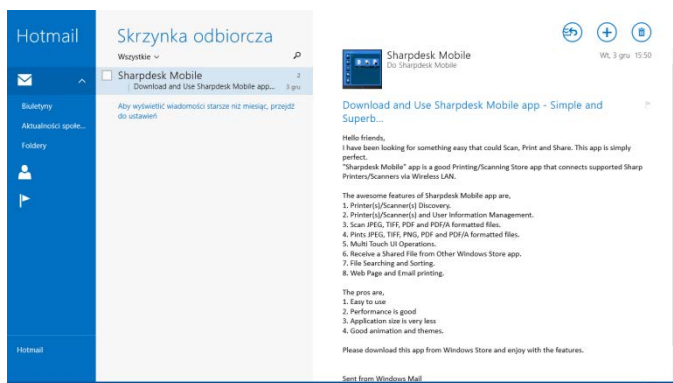 Hotmail
Biuletyny
Aktualności społe...
Foldery
Hotmail
Skrzynka odbiorcza
Wszystkie
Sharpdesk Mobile 2
Download and Use Sharpdesk Mobile app... 3 gru
Aby wyświetlić wiadomości starsze niż miesiąc, przejdź
do ustawień
Sharpdesk Mobile Wt. 3 gru 15:50
Do Sharpdesk Mobile
Download and Use Sharpdesk Mobile app - Simple and
Superb...
Hello friends,
I have been looking for something easy that could Scan, Print and Share. This app is simply
perfect.
"Sharpdesk Mobile" app is a good Printing/Scanning Store app that connects supported Sharp
Printers/Scanners via Wireless LAN.
The awesome features of Sharpdesk Mobile app are,
1. Printer(s)/Scanner(s) Discovery.
2. Printer(s)/Scanner(s) and User Information Management.
3. Scan JPEG, TIFF, PDF and PDF/A formatted files.
4. Pints JPEG, TIFF, PNG, PDF and PDF/A formatted files.
5. Multi Touch UI Operations.
6. Receive a Shared File from Other Windows Store app.
7. File Searching and Sorting.
8. Web Page and Email printing.
The pros are,
1. Easy to use
2. Performance is good
3. Application size is very less
4. Good animation and themes.
Please download this app from Windows Store and enjoy with the features.
Sent from Windows Mail